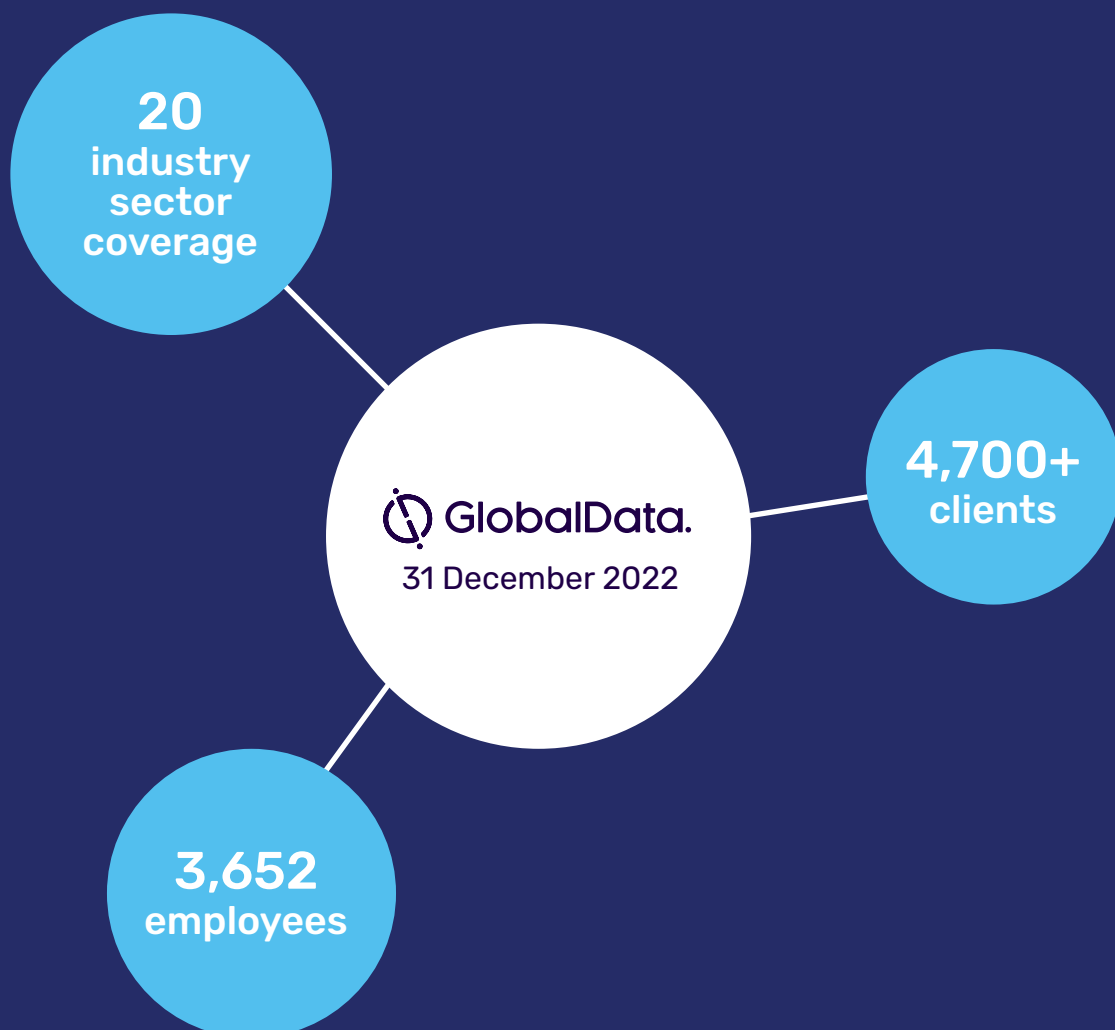 20
industry
sector
coverage
4,700+
clients
GlobalData.
31 December 2022
3,652
employees